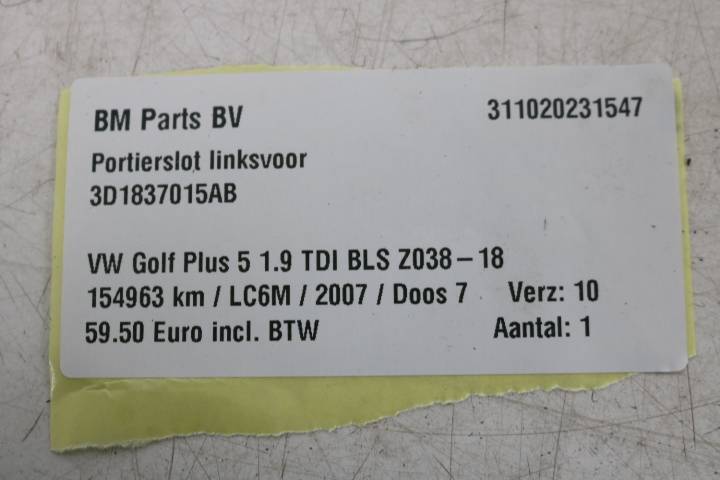 BM Parts BV 311020231547
Portierslot linksvoor
3D1837015AB
VW Golf Plus 5 1.9 TDI BLS Z038-18
154963 km / LC6M / 2007 / Doos 7 Verz: 10
59.50 Euro incl. BTW Aantal: 1